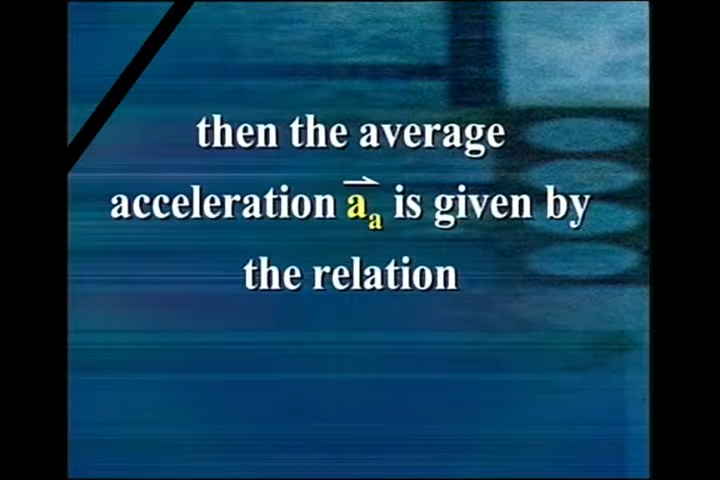 then the average
acceleration a⃗ₐ is given by
the relation